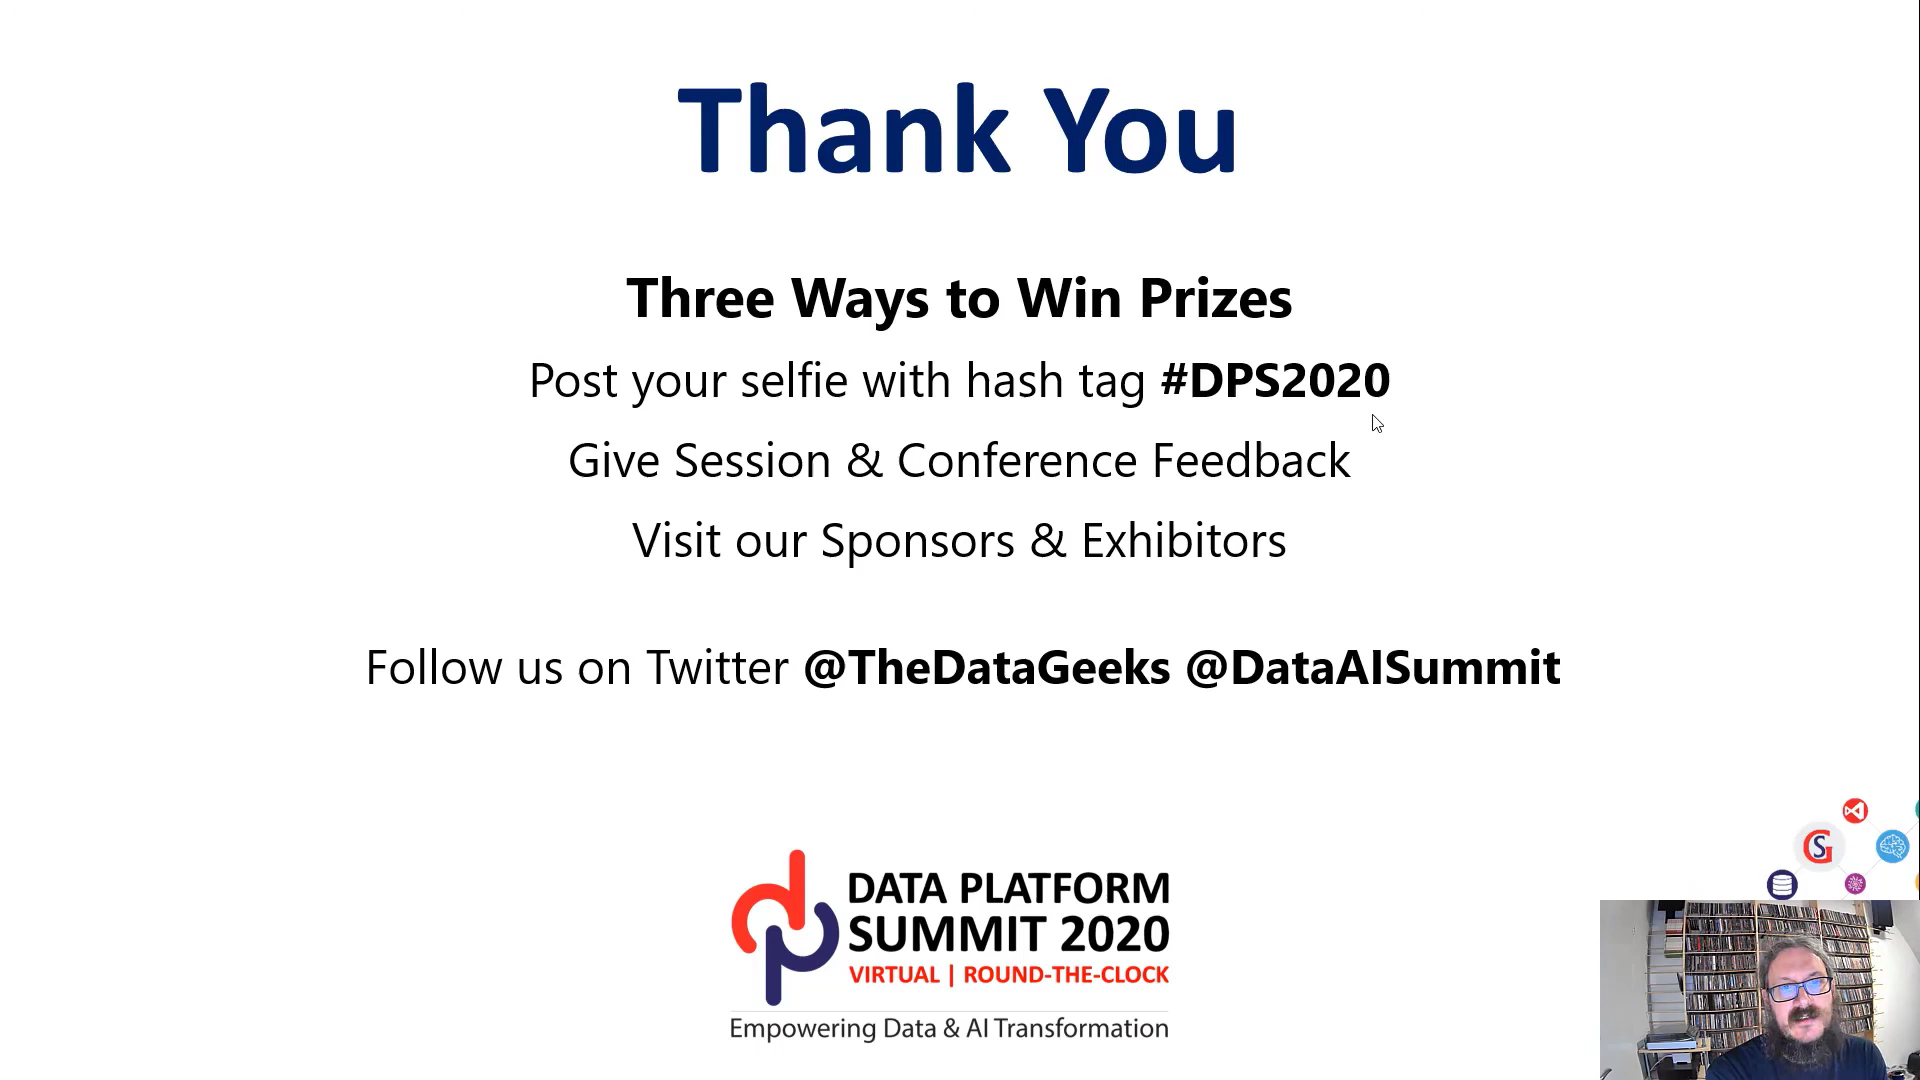 Thank You
Three Ways to Win Prizes
Post your selfie with hash tag #DPS2020
Give Session & Conference Feedback
Visit our Sponsors & Exhibitors
Follow us on Twitter @TheDataGeeks @DataAISummit
DATA PLATFORM
SUMMIT 2020
VIRTUAL | ROUND-THE-CLOCK
Empowering Data & AI Transformation